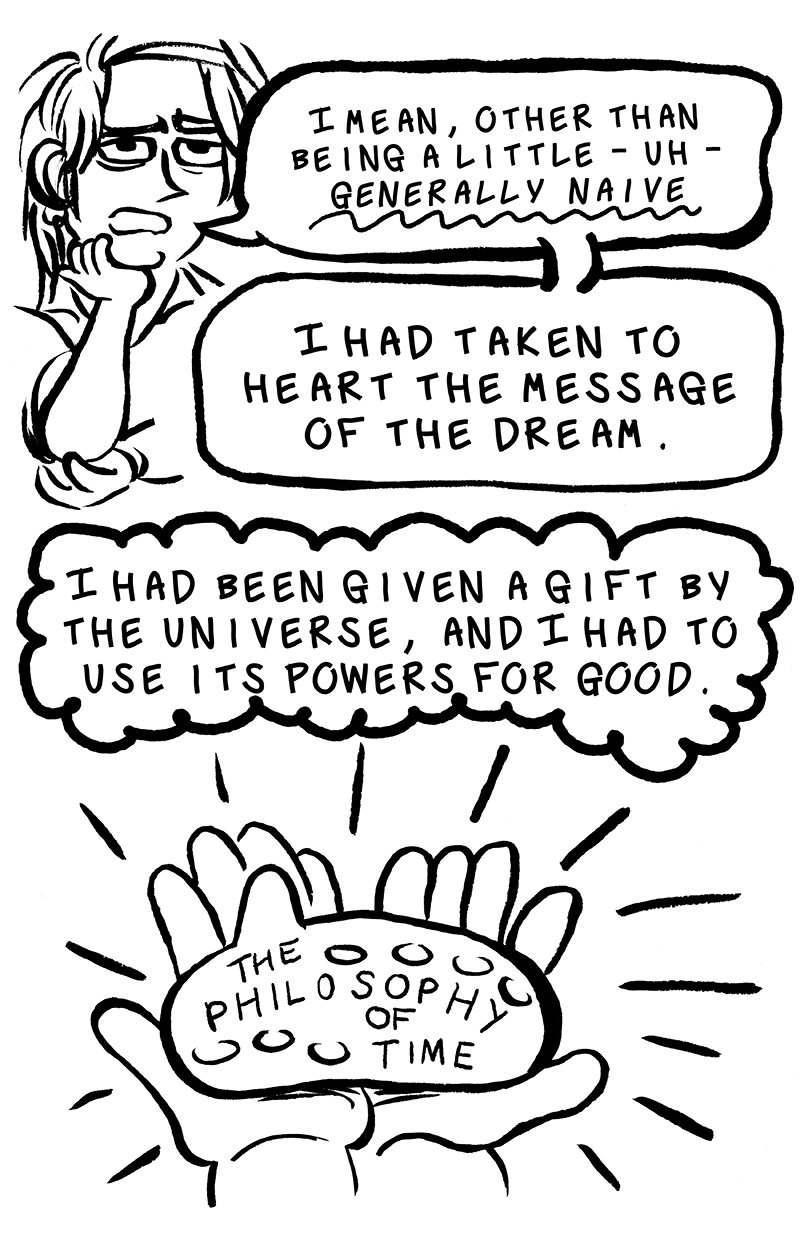 I MEAN, OTHER THAN
BEING A LITTLE - UH -
GENERALLY NAIVE
I HAD TAKEN TO
HEART THE MESSAGE
OF THE DREAM.
I HAD BEEN GIVEN A GIFT BY
THE UNIVERSE, AND I HAD TO
USE ITS POWERS FOR GOOD.
THE
PHILOSOPHY
OF
TIME